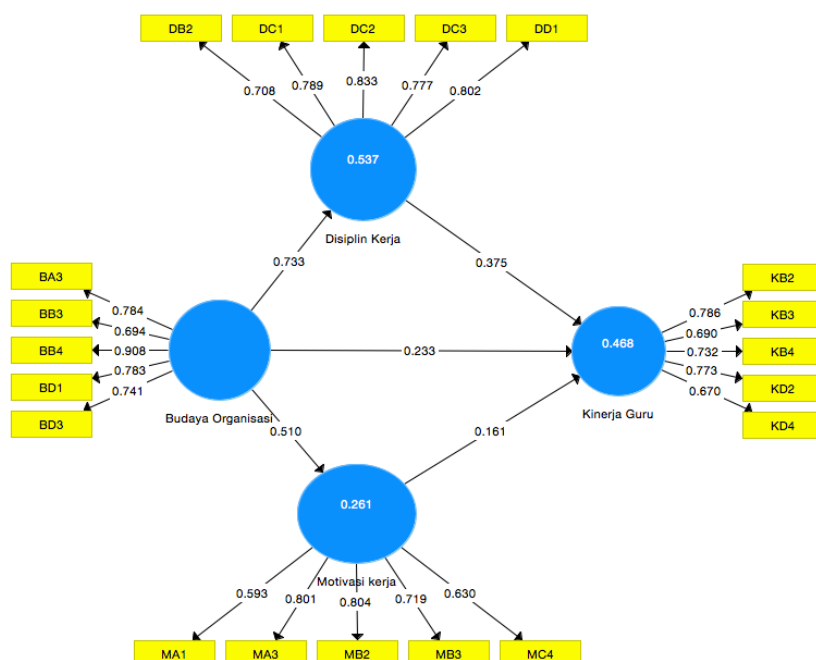 DB2 DC1 DC2 DC3 DD1
0.708 0.789 0.833 0.777 0.802
0.537
Disiplin Kerja
0.733
0.375
BA3
BB3
BB4
BD1
BD3
0.784
0.694
0.908
0.783
0.741
Budaya Organisasi
0.233
0.468
Kinerja Guru
0.786
0.690
0.732
0.773
0.670
KB2
KB3
KB4
KD2
KD4
0.510
0.161
0.261
Motivasi kerja
0.593 0.801 0.804 0.719 0.630
MA1 MA3 MB2 MB3 MC4